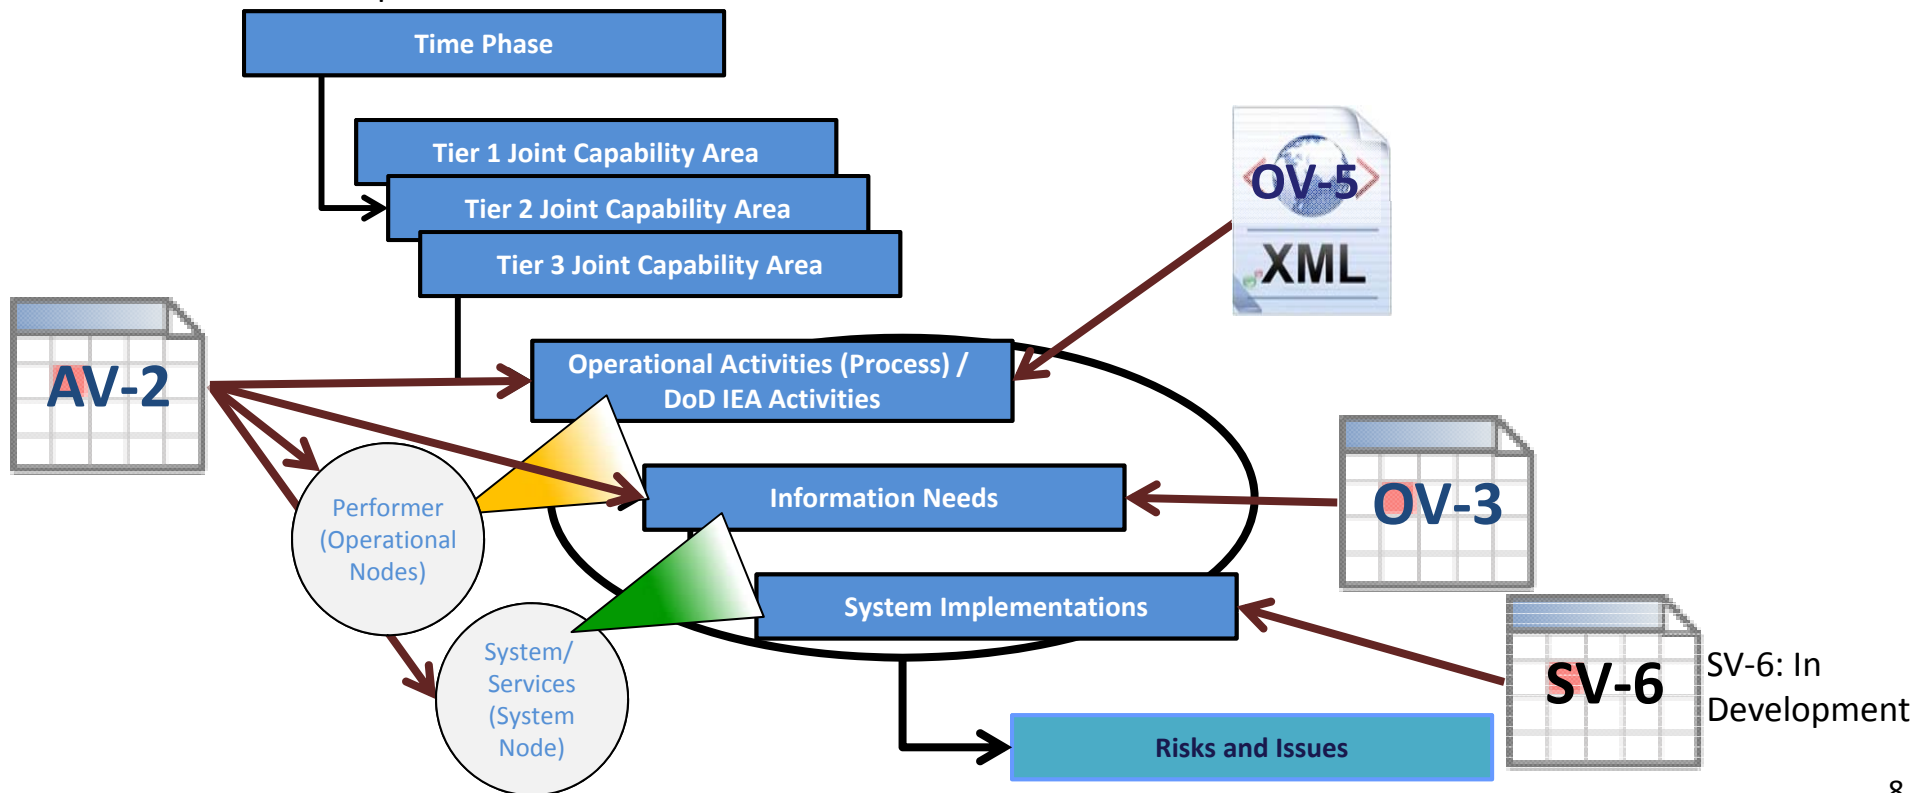 Time Phase
Tier 1 Joint Capability Area
Tier 2 Joint Capability Area
Tier 3 Joint Capability Area
OV-5
XML
AV-2
Operational Activities (Process) /
DoD IEA Activities
Performer
(Operational
Nodes)
Information Needs
OV-3
System Implementations
System/
Services
(System
Node)
SV-6
SV-6: In
Development
Risks and Issues
8